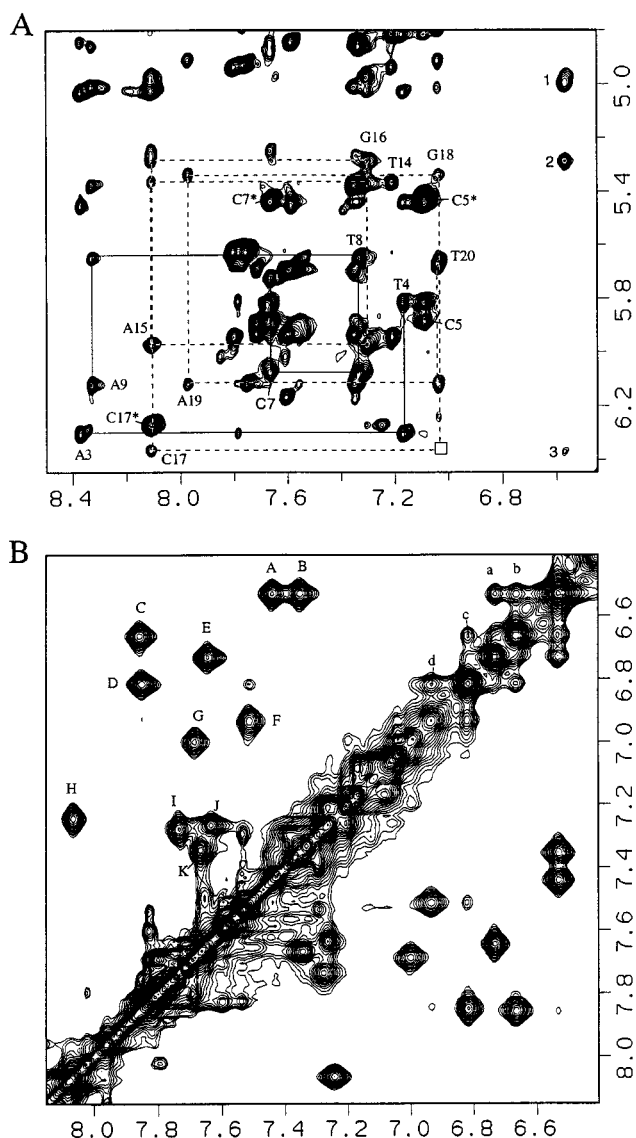 A
1
5.0
G16
T14
G18
2
5.4
C7*
C5*
T8
T20
T4
5.8
A15
C5
A9
A19
G7
6.2
C17*
A3
C17
3
8.4 8.0 7.6 7.2 6.8
B
A B a b
C E c
6.6
D d
6.8
G F
7.0
H I J
7.2
K
7.4
7.6
7.8
8.0
8.0 7.8 7.6 7.4 7.2 7.0 6.8 6.6